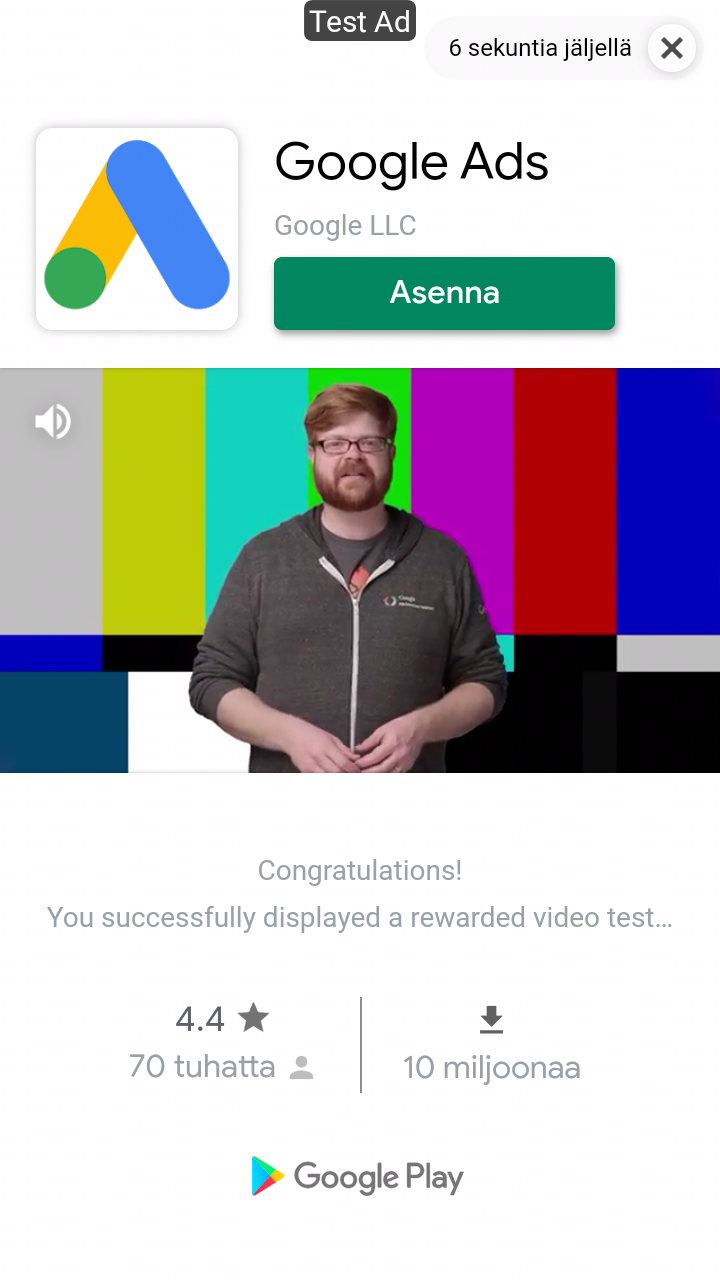 Test Ad
6 sekuntia jäljellä
Google Ads
Google LLC
Asenna
Congratulations!
You successfully displayed a rewarded video test...
4.4
70 tuhatta
10 miljoonaa
Google Play